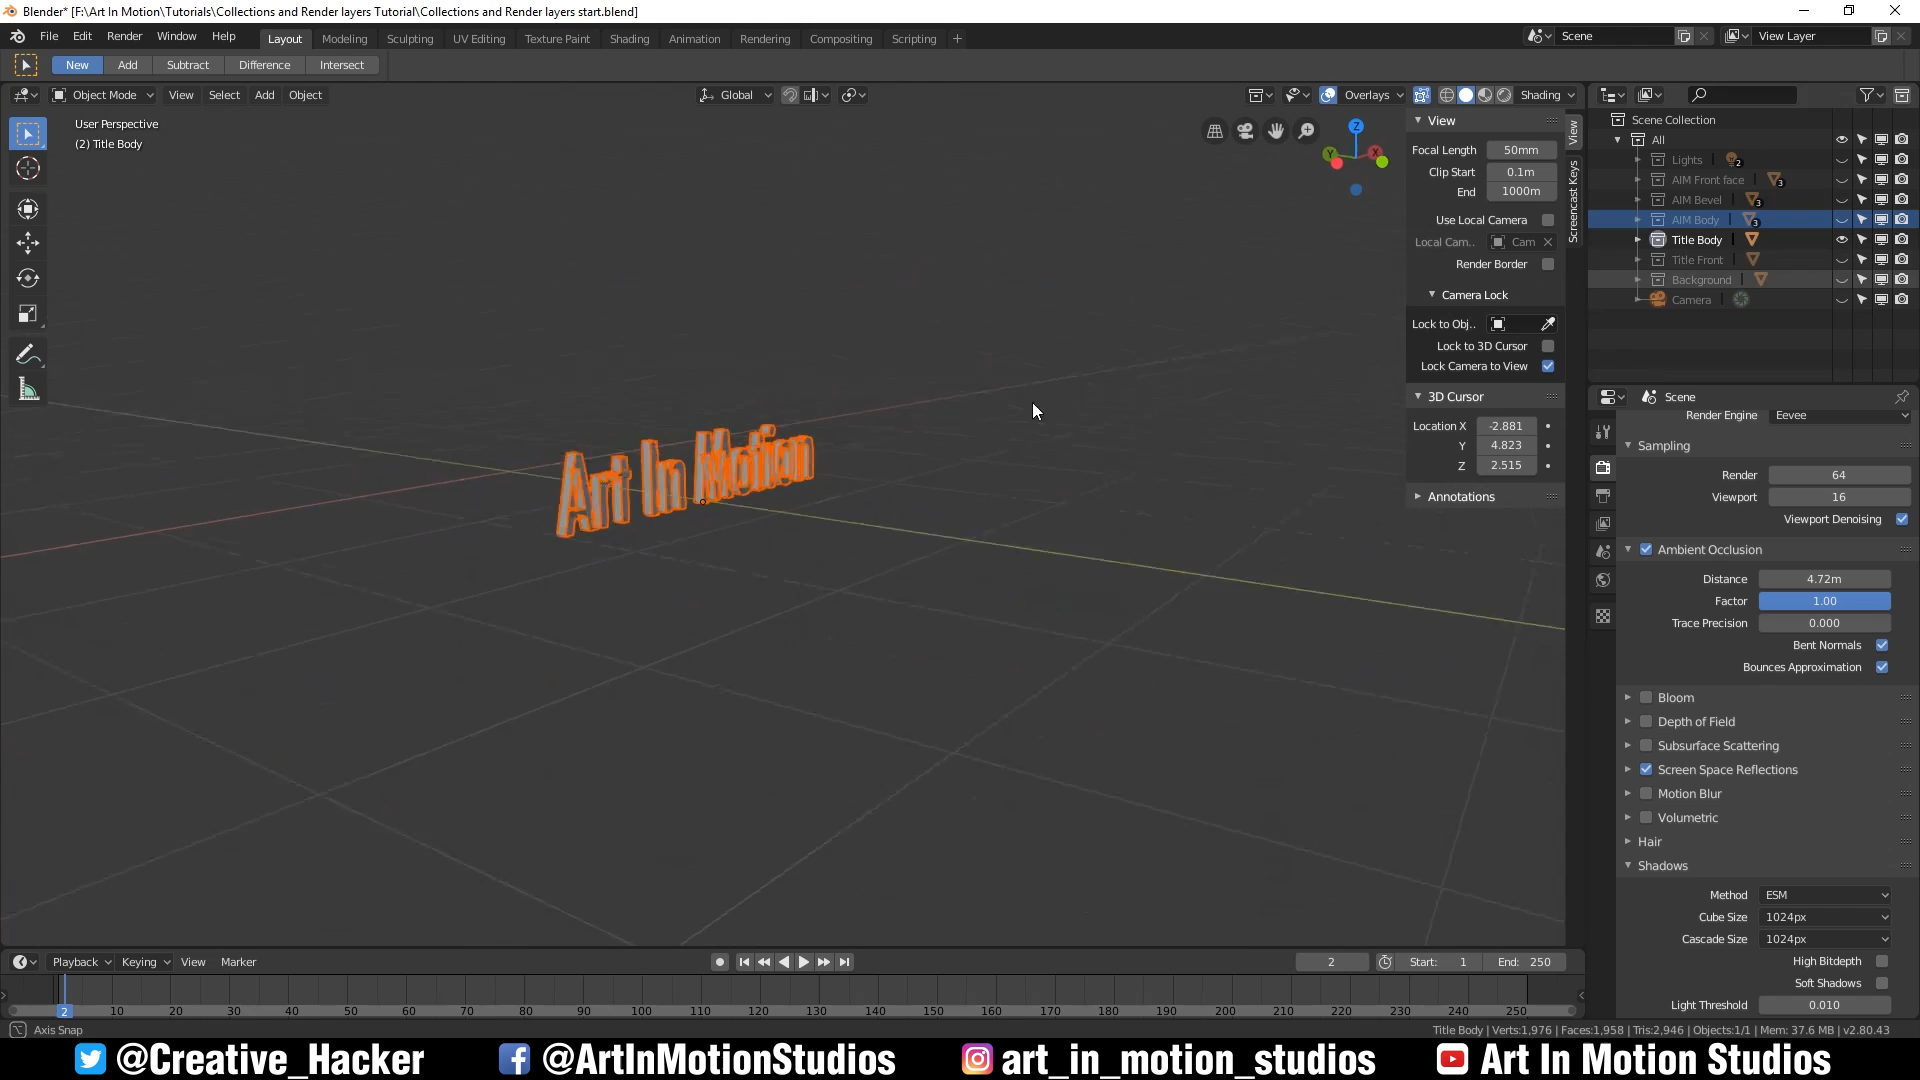 Blender* [F:\Art In Motion\Tutorials\Collections and Render layers Tutorial\Collections and Render layers start.blend]
File Edit Render Window Help Layout Modeling Sculpting UV Editing Texture Paint Shading Animation Rendering Compositing Scripting + Scene View Layer
New Add Subtract Difference Intersect
Object Mode View Select Add Object Global Overlays Shading
User Perspective
(2) Title Body
Z
Y
X
Art In Motion
View
Focal Length 50mm
Clip Start 0.1m
End 1000m
Use Local Camera
Local Cam.. Cam
Render Border
Camera Lock
Lock to Obj..
Lock to 3D Cursor
Lock Camera to View
3D Cursor
Location X -2.881
Y 4.823
Z 2.515
Annotations
View
Screencast Keys
Scene Collection
All
Lights 2
AIM Front face 3
AIM Bevel 3
AIM Body 3
Title Body
Title Front
Background
Camera
Scene
Render Engine Eevee
Sampling
Render 64
Viewport 16
Viewport Denoising
Ambient Occlusion
Distance 4.72m
Factor 1.00
Trace Precision 0.000
Bent Normals
Bounces Approximation
Bloom
Depth of Field
Subsurface Scattering
Screen Space Reflections
Motion Blur
Volumetric
Hair
Shadows
Method ESM
Cube Size 1024px
Cascade Size 1024px
High Bitdepth
Soft Shadows
Light Threshold 0.010
Playback Keying View Marker 2 Start: 1 End: 250
2 10 20 30 40 50 60 70 80 90 100 110 120 130 140 150 160 170 180 190 200 210 220 230 240 250
Axis Snap
Title Body | Verts:1,976 | Faces:1,958 | Tris:2,946 | Objects:1/1 | Mem: 37.6 MB | v2.80.43
@Creative_Hacker @ArtInMotionStudios art_in_motion_studios Art In Motion Studios